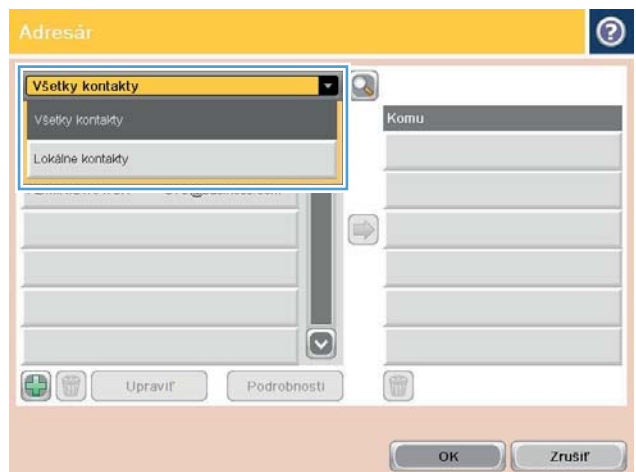 Adresár
?
Všetky kontakty
Všetky kontakty
Komu
Lokálne kontakty
Upraviť
Podrobnosti
OK
Zrušiť